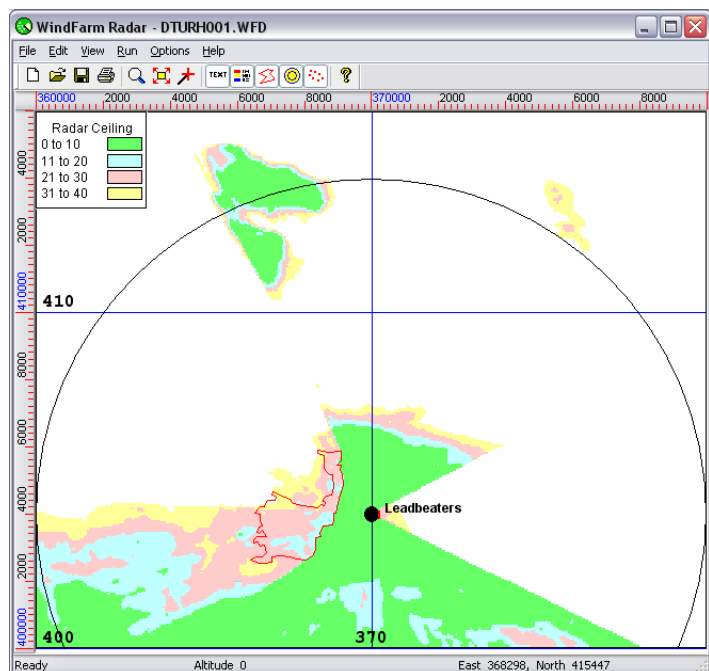 WindFarm Radar - DTURH001.WFD
File Edit View Run Options Help
TEXT
360000 2000 4000 6000 8000 370000 2000 4000 6000 8000
Radar Ceiling
0 to 10
11 to 20
21 to 30
31 to 40
4000
2000
410000
410
8000
6000
4000
Leadbeaters
2000
400000
400 370
Ready Altitude 0 East 368298, North 415447